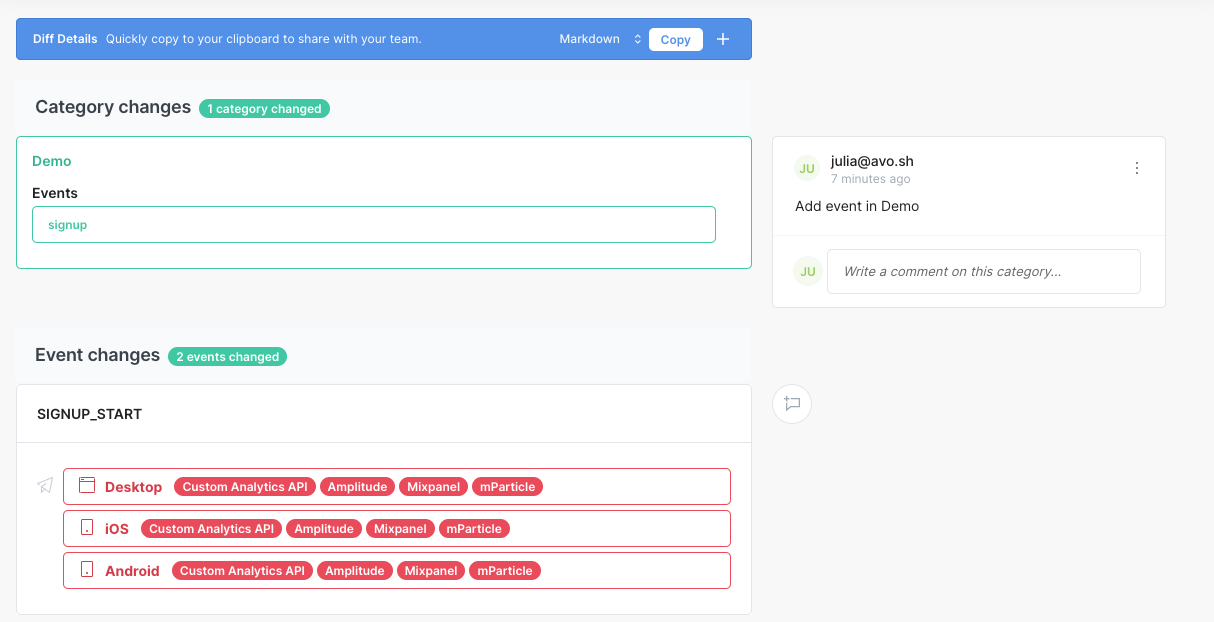 Diff Details Quickly copy to your clipboard to share with your team. Markdown Copy
Category changes 1 category changed
Demo
Events
signup
JU julia@avo.sh
7 minutes ago
Add event in Demo
JU Write a comment on this category...
Event changes 2 events changed
SIGNUP_START
Desktop Custom Analytics API Amplitude Mixpanel mParticle
iOS Custom Analytics API Amplitude Mixpanel mParticle
Android Custom Analytics API Amplitude Mixpanel mParticle